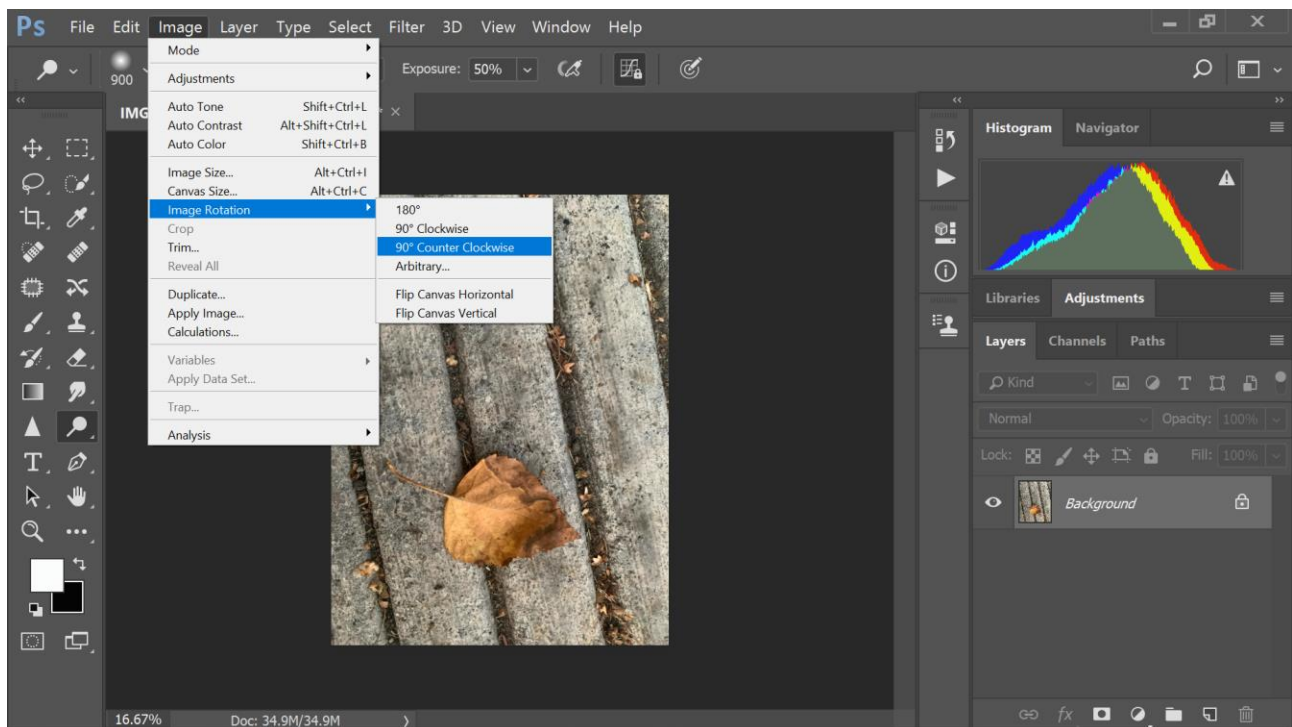 Ps File Edit Image Layer Type Select Filter 3D View Window Help
900
Exposure: 50%
IMG
Mode
Adjustments
Auto Tone Shift+Ctrl+L
Auto Contrast Alt+Shift+Ctrl+L
Auto Color Shift+Ctrl+B
Image Size... Alt+Ctrl+I
Canvas Size... Alt+Ctrl+C
Image Rotation
Crop
Trim...
Reveal All
Duplicate...
Apply Image...
Calculations...
Variables
Apply Data Set...
Trap...
Analysis
180°
90° Clockwise
90° Counter Clockwise
Arbitrary...
Flip Canvas Horizontal
Flip Canvas Vertical
Histogram Navigator
Libraries Adjustments
Layers Channels Paths
Kind
Normal Opacity: 100%
Lock: Fill: 100%
Background
fx
16.67% Doc: 34.9M/34.9M